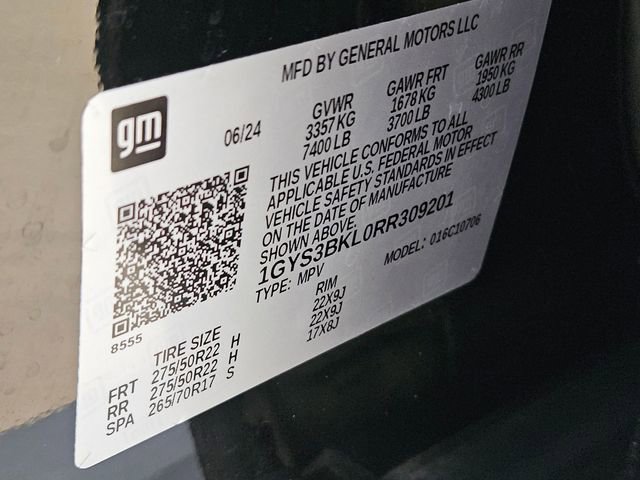 MFD BY GENERAL MOTORS LLC
gm
06/24
GVWR
3357 KG
7400 LB
GAWR FRT
1678 KG
3700 LB
GAWR RR
1950 KG
4300 LB
THIS VEHICLE CONFORMS TO ALL
APPLICABLE U.S. FEDERAL MOTOR
VEHICLE SAFETY STANDARDS IN EFFECT
ON THE DATE OF MANUFACTURE
SHOWN ABOVE.
1GYS3BKL0RR309201
TYPE: MPV
MODEL: 016C10706
8555
TIRE SIZE
RIM
FRT 275/50R22 H 22X9J
RR 275/50R22 H 22X9J
SPA 265/70R17 S 17X8J